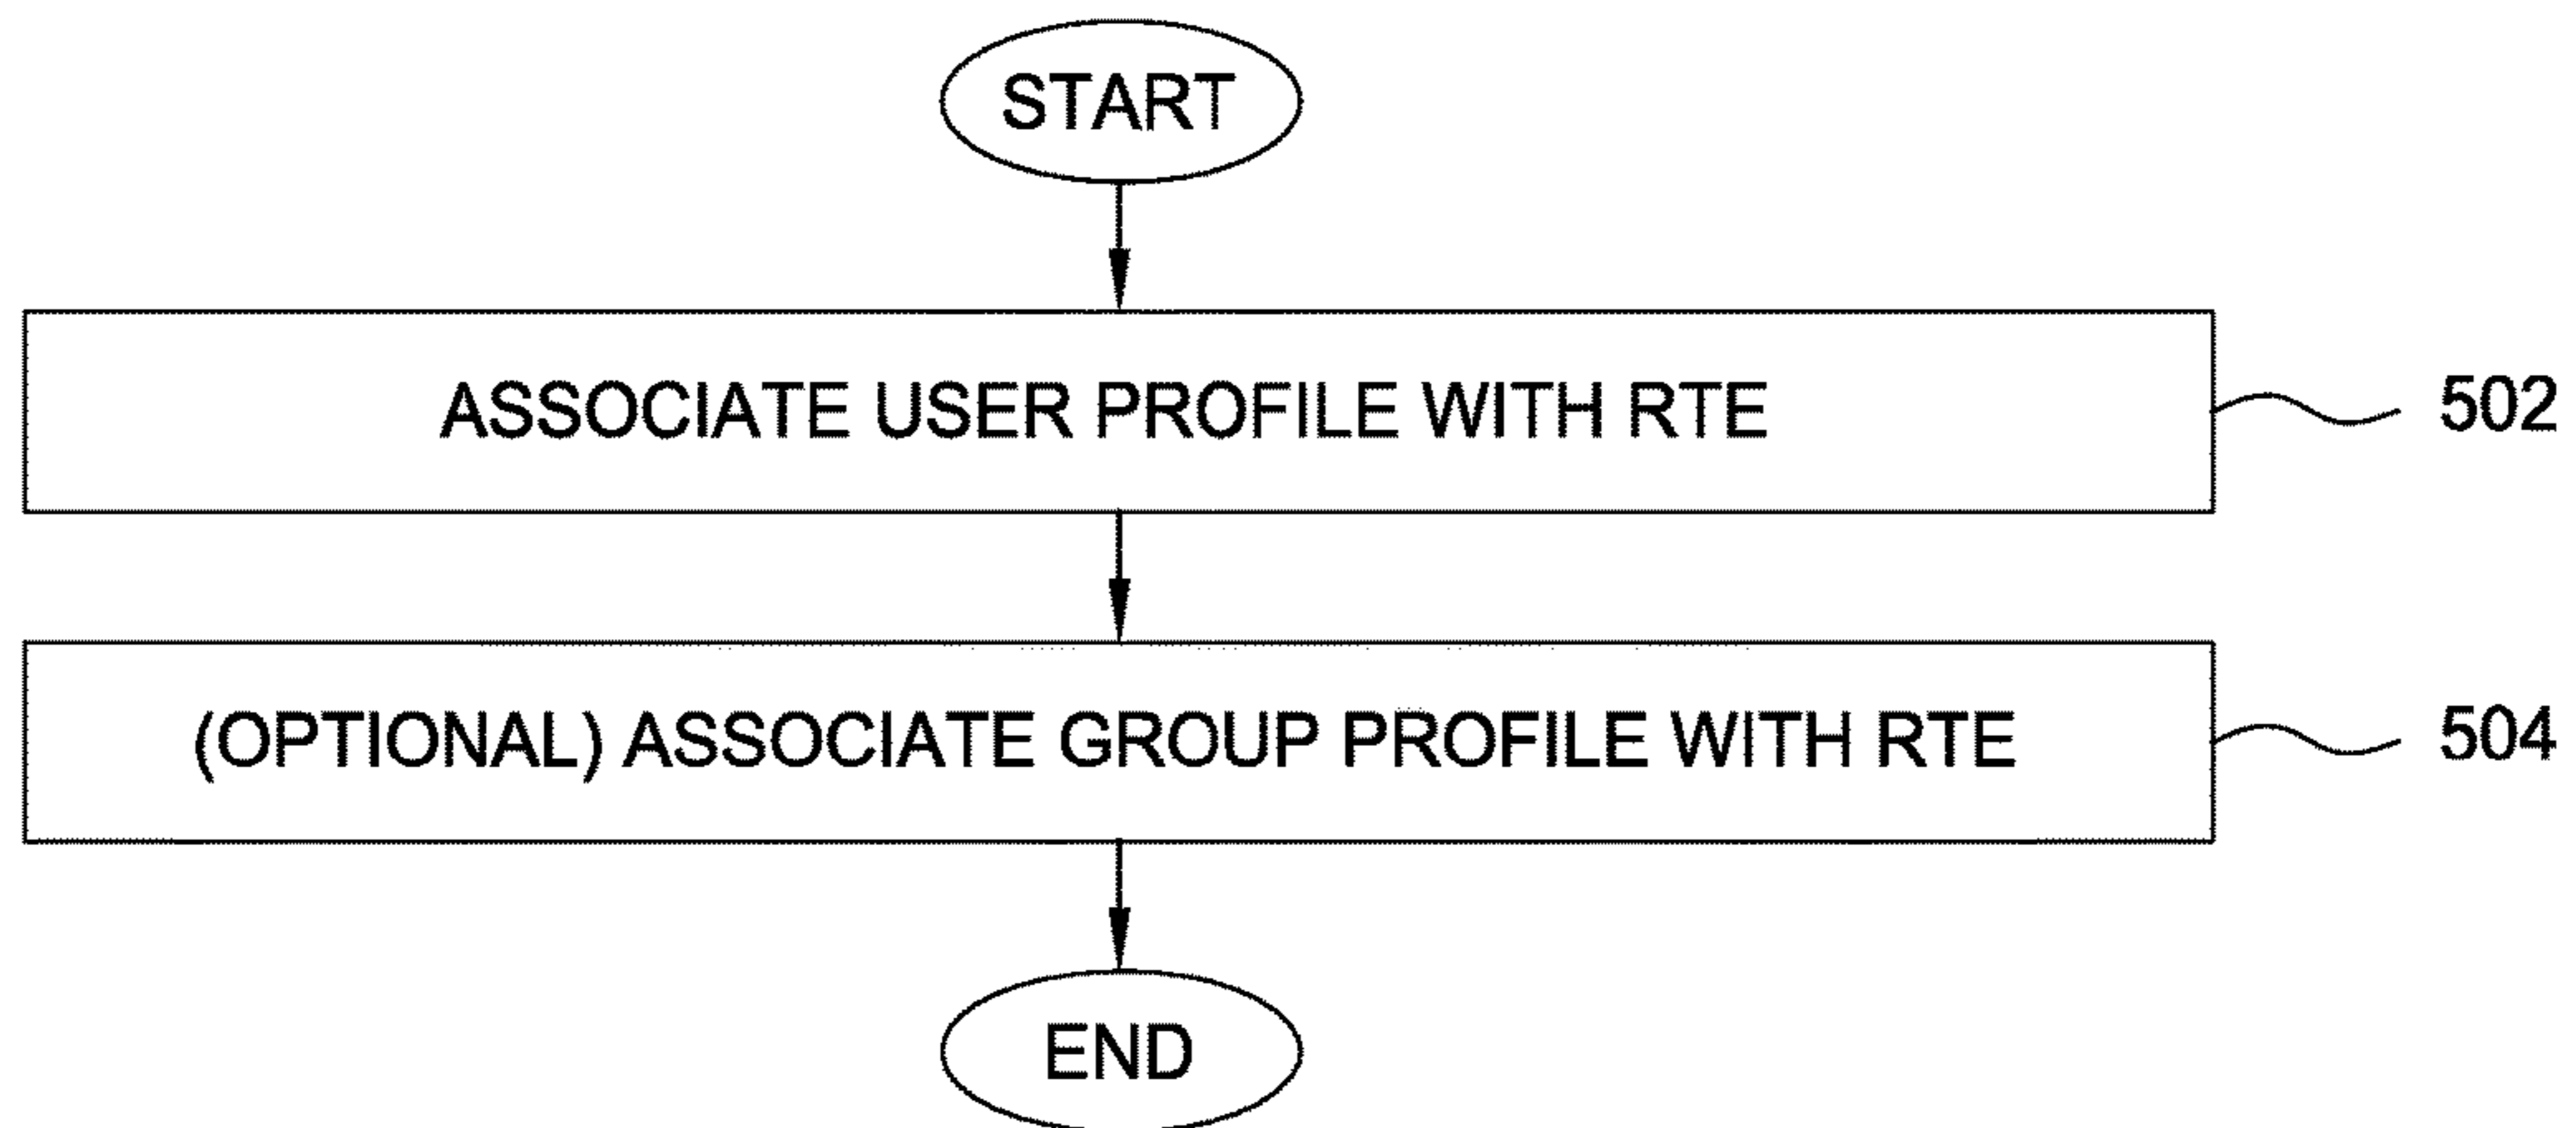 START
ASSOCIATE USER PROFILE WITH RTE
502
(OPTIONAL) ASSOCIATE GROUP PROFILE WITH RTE
504
END